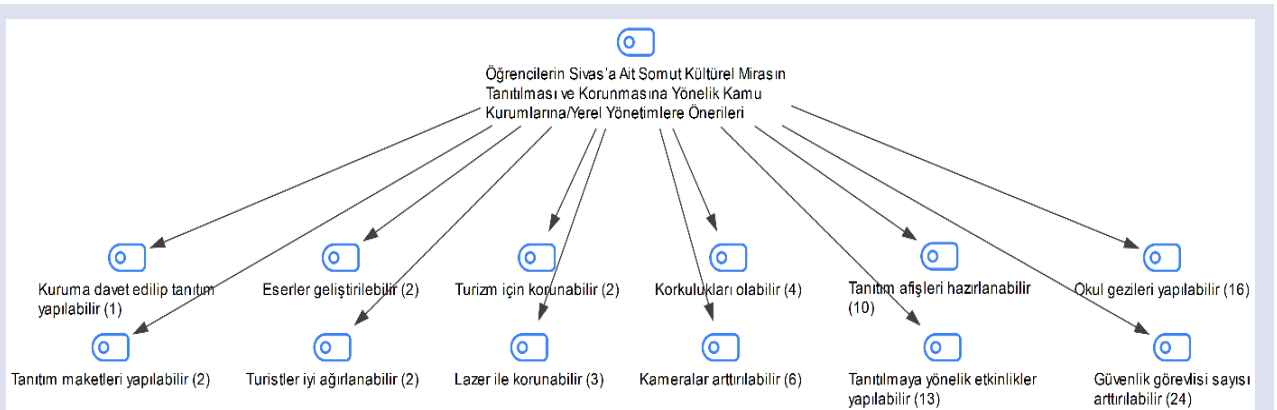 Öğrencilerin Sivas'a Ait Somut Kültürel Mirasın
Tanıtılması ve Korunmasına Yönelik Kamu
Kurumlarına/Yerel Yönetimlere Önerileri
Kuruma davet edilip tanıtım
yapılabilir (1)
Eserler geliştirilebilir (2)
Turizm için korunabilir (2)
Korkulukları olabilir (4)
Tanıtım afişleri hazırlanabilir
(10)
Okul gezileri yapılabilir (16)
Tanıtım maketleri yapılabilir (2)
Turistler iyi ağırlanabilir (2)
Lazer ile korunabilir (3)
Kameralar arttırılabilir (6)
Tanıtılmaya yönelik etkinlikler
yapılabilir (13)
Güvenlik görevlisi sayısı
arttırılabilir (24)